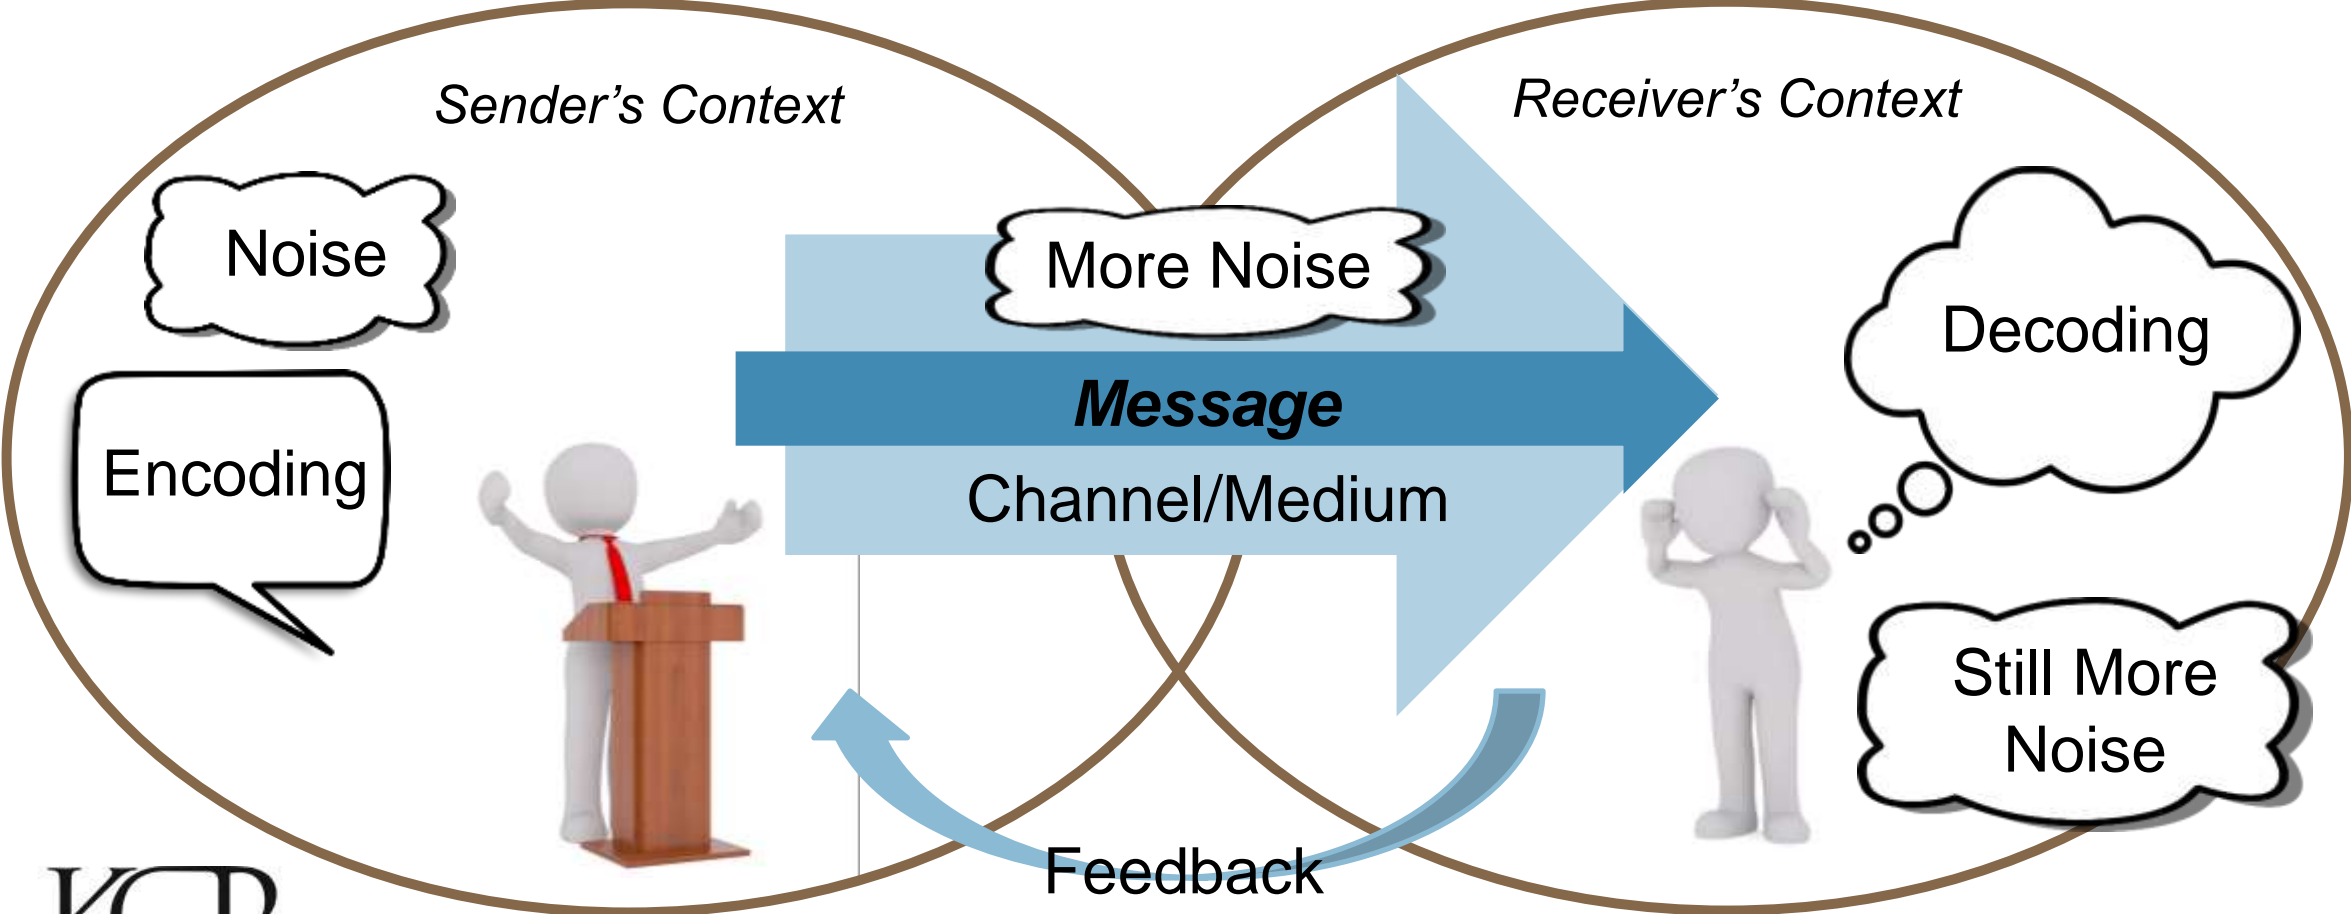 Sender’s Context
Receiver’s Context
Noise
More Noise
Decoding
Message
Encoding
Channel/Medium
Still More
Noise
Feedback